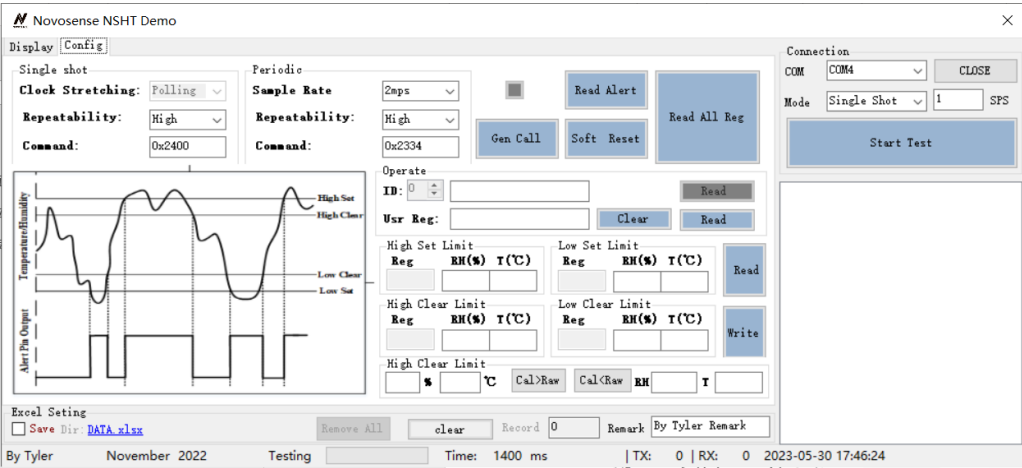 Novosense NSHT Demo
Display Config
Single shot
Clock Stretching: Polling
Repeatability: High
Command: 0x2400
Periodic
Sample Rate 2mps
Repeatability: High
Command: 0x2334
Read Alert
Gen Call
Soft Reset
Read All Reg
Connection
COM COM4 CLOSE
Mode Single Shot 1 SPS
Start Test
Temperature/Humidity
High Set
High Clear
Low Clear
Low Set
Alert Pin Output
Operate
ID: 0 Read
Usr Reg: Clear Read
High Set Limit
Reg RH(%) T(℃)
Low Set Limit
Reg RH(%) T(℃)
Read
High Clear Limit
Reg RH(%) T(℃)
Low Clear Limit
Reg RH(%) T(℃)
Write
High Clear Limit
% ℃ Cal>Raw Cal<Raw RH T
Excel Seting
Save Dir: DATA.xlsx Remove All clear Record 0 Remark By Tyler Remark
By Tyler November 2022 Testing Time: 1400 ms | TX: 0 | RX: 0 2023-05-30 17:46:24